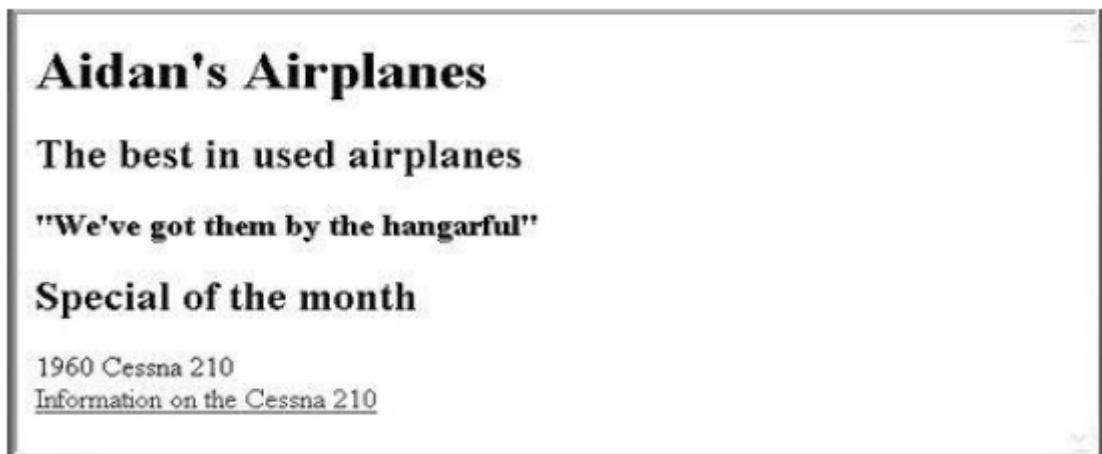 Aidan's Airplanes
The best in used airplanes
"We've got them by the hangarful"
Special of the month
1960 Cessna 210
Information on the Cessna 210